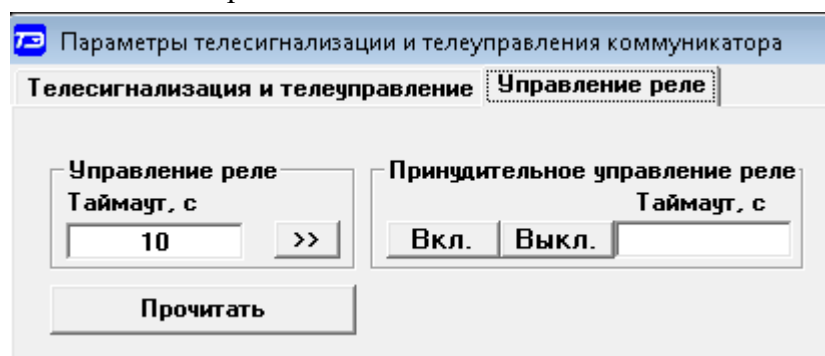 ТЭ Параметры телесигнализации и телеуправления коммуникатора
Телесигнализация и телеуправление Управление реле
Управление реле Принудительное управление реле
Таймаут, с Таймаут, с
10 >> Вкл. Выкл.
Прочитать